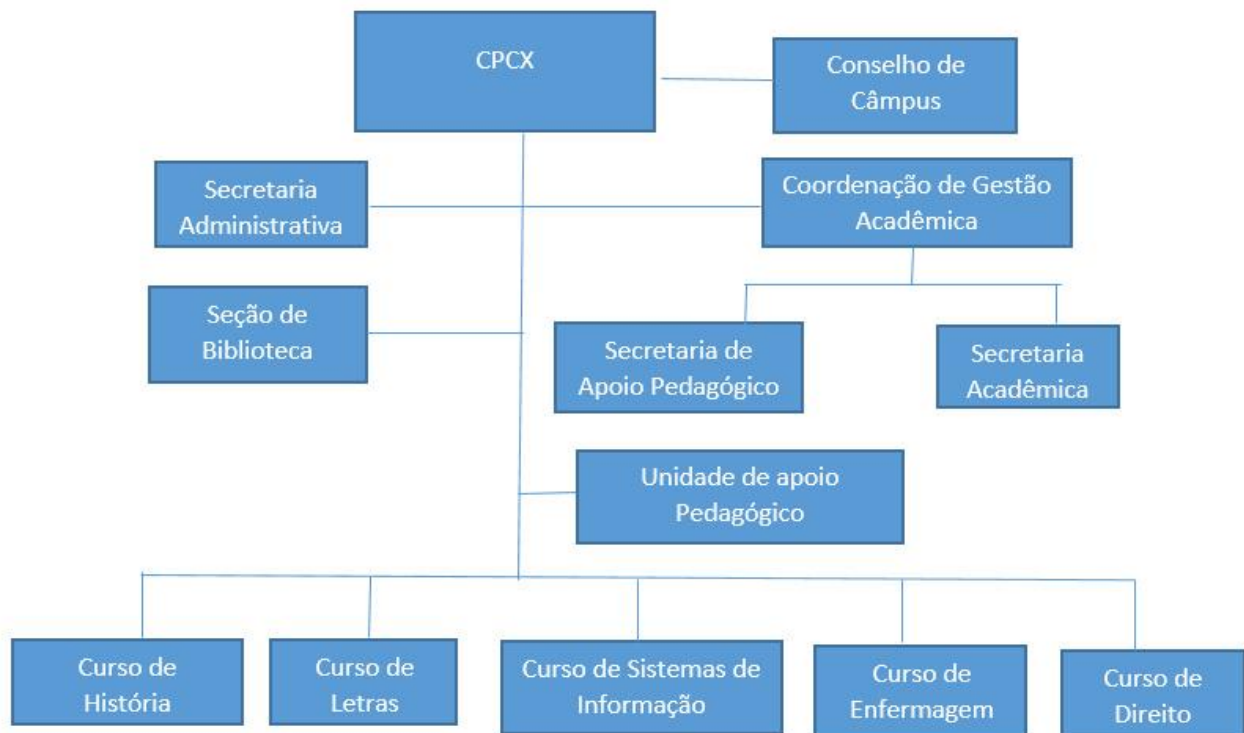 CPCX
Conselho de
Câmpus
Secretaria
Administrativa
Coordenação de Gestão
Acadêmica
Seção de
Biblioteca
Secretaria de
Apoio Pedagógico
Secretaria
Acadêmica
Unidade de apoio
Pedagógico
Curso de
História
Curso de
Letras
Curso de Sistemas de
Informação
Curso de
Enfermagem
Curso de
Direito